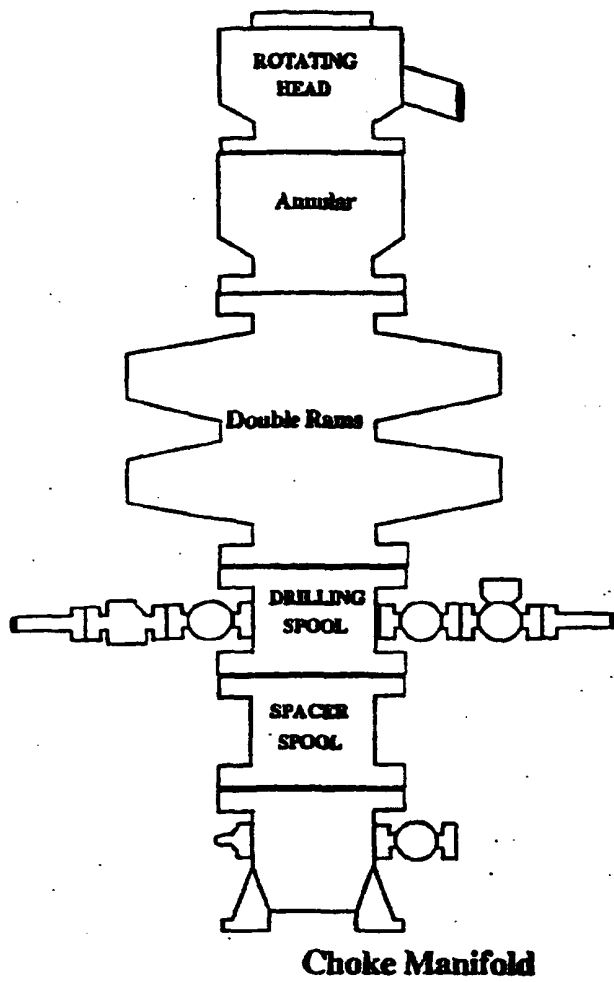 ROTATING
HEAD
Annular
Double Rams
DRILLING
SPOOL
SPACER
SPOOL
Choke Manifold